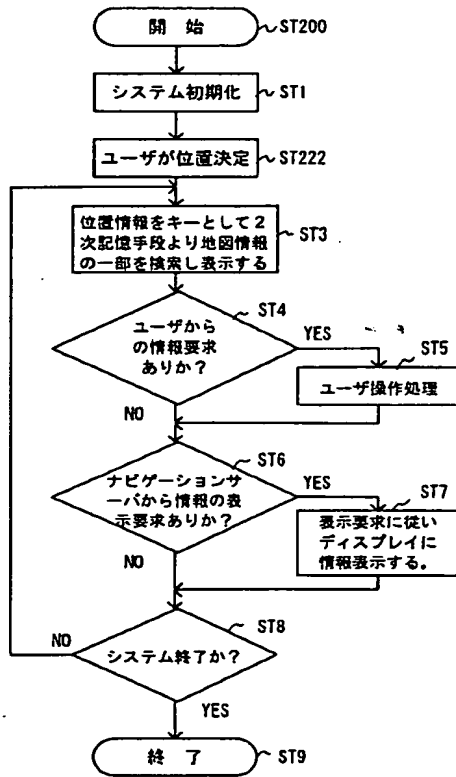 開始
ST200
システム初期化
ST1
ユーザが位置決定
ST222
位置情報をキーとして2
次記憶手段より地図情報
の一部を検索し表示する
ST3
ST4
ユーザから
の情報要求
ありか?
YES
ST5
ユーザ操作処理
NO
ST6
ナビゲーションサ
ーバから情報の表
示要求ありか?
YES
ST7
表示要求に従い
ディスプレイに
情報表示する。
NO
ST8
NO
システム終了か?
YES
終了
ST9